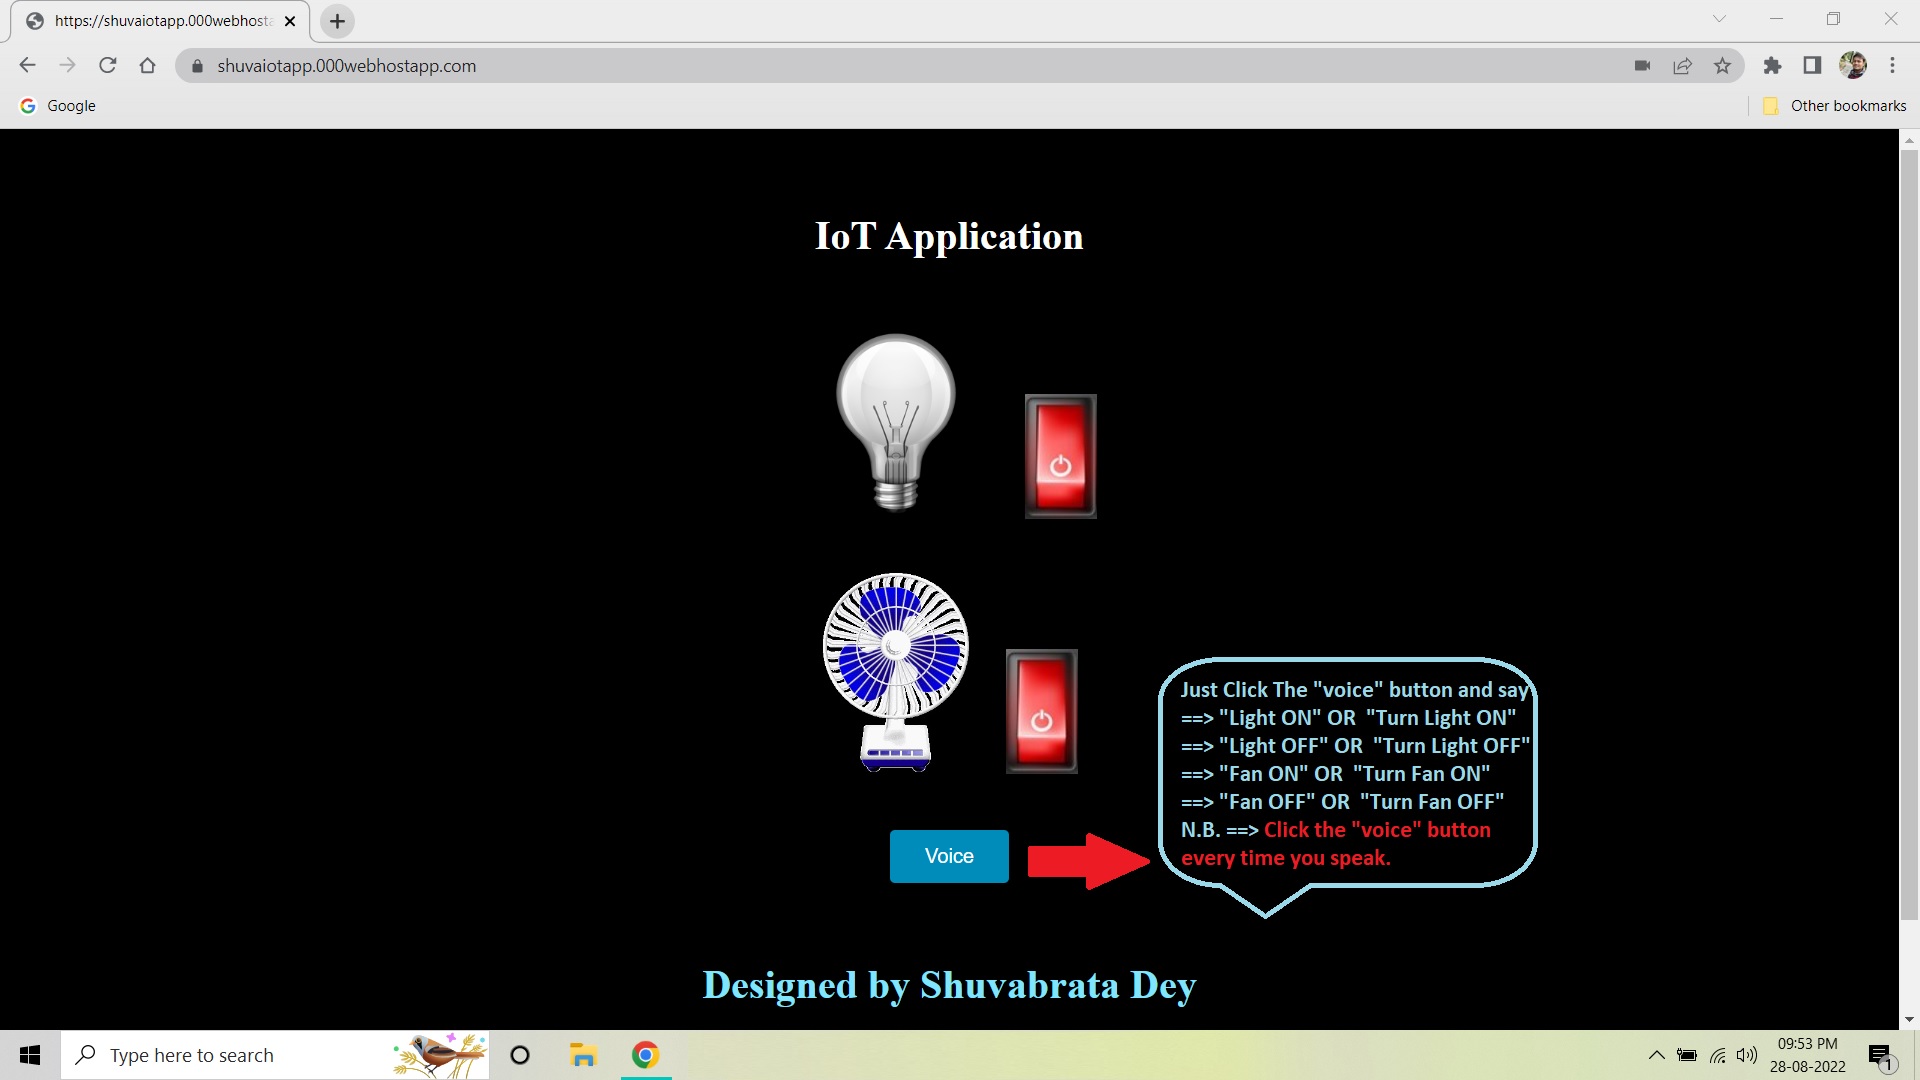 https://shuvaiotapp.000webhosta
shuvaiotapp.000webhostapp.com
Google
Other bookmarks
IoT Application
Just Click The "voice" button and say
==> "Light ON" OR "Turn Light ON"
==> "Light OFF" OR "Turn Light OFF"
==> "Fan ON" OR "Turn Fan ON"
==> "Fan OFF" OR "Turn Fan OFF"
N.B. ==> Click the "voice" button
every time you speak.
Voice
Designed by Shuvabrata Dey
Type here to search
09:53 PM
28-08-2022
1